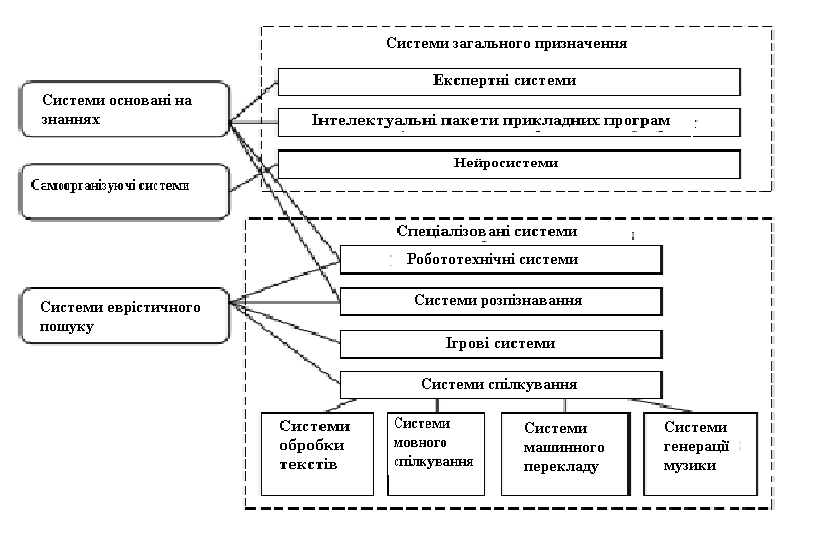 Системи загального призначення
Експертні системи
Інтелектуальні пакети прикладних програм
Нейросистеми
Системи основані на
знаннях
Самоорганізуючі системи
Системи еврістичного
пошуку
Спеціалізовані системи
Робототехнічні системи
Системи розпізнавання
Ігрові системи
Системи спілкування
Системи
обробки
текстів
Системи
мовного
спілкування
Системи
машинного
перекладу
Системи
генерації
музики